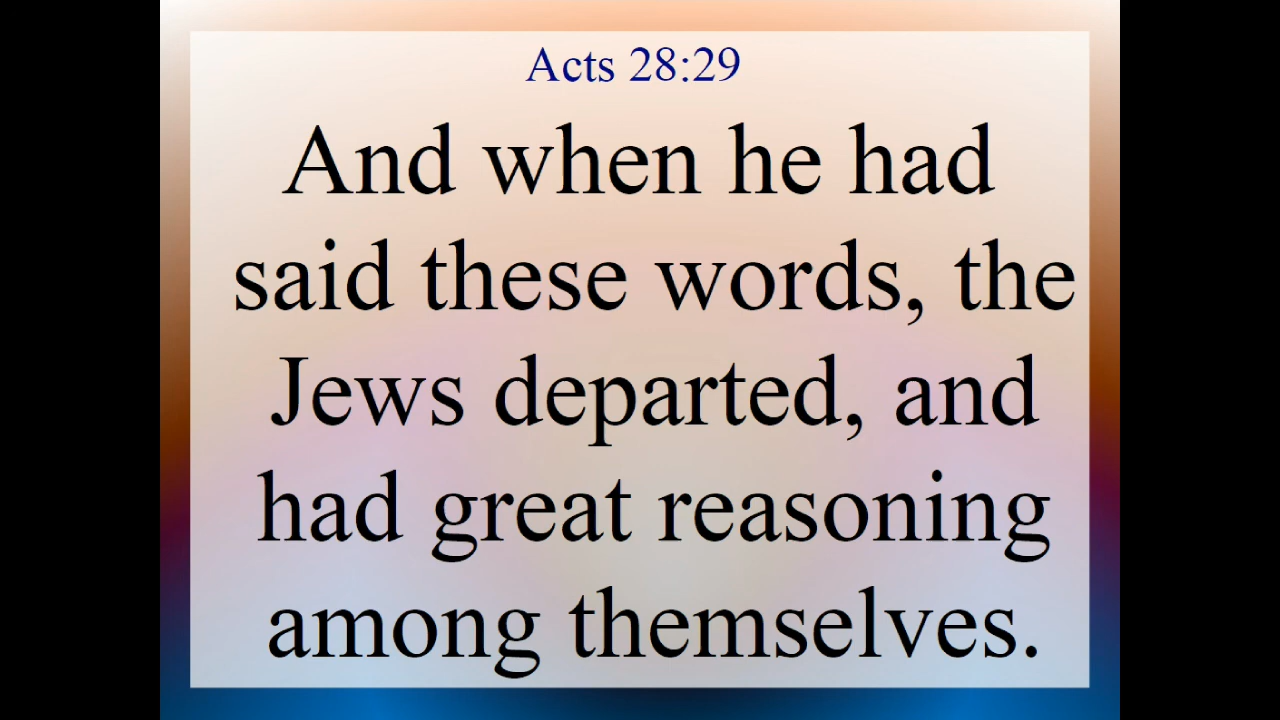 Acts 28:29
And when he had
said these words, the
Jews departed, and
had great reasoning
among themselves.